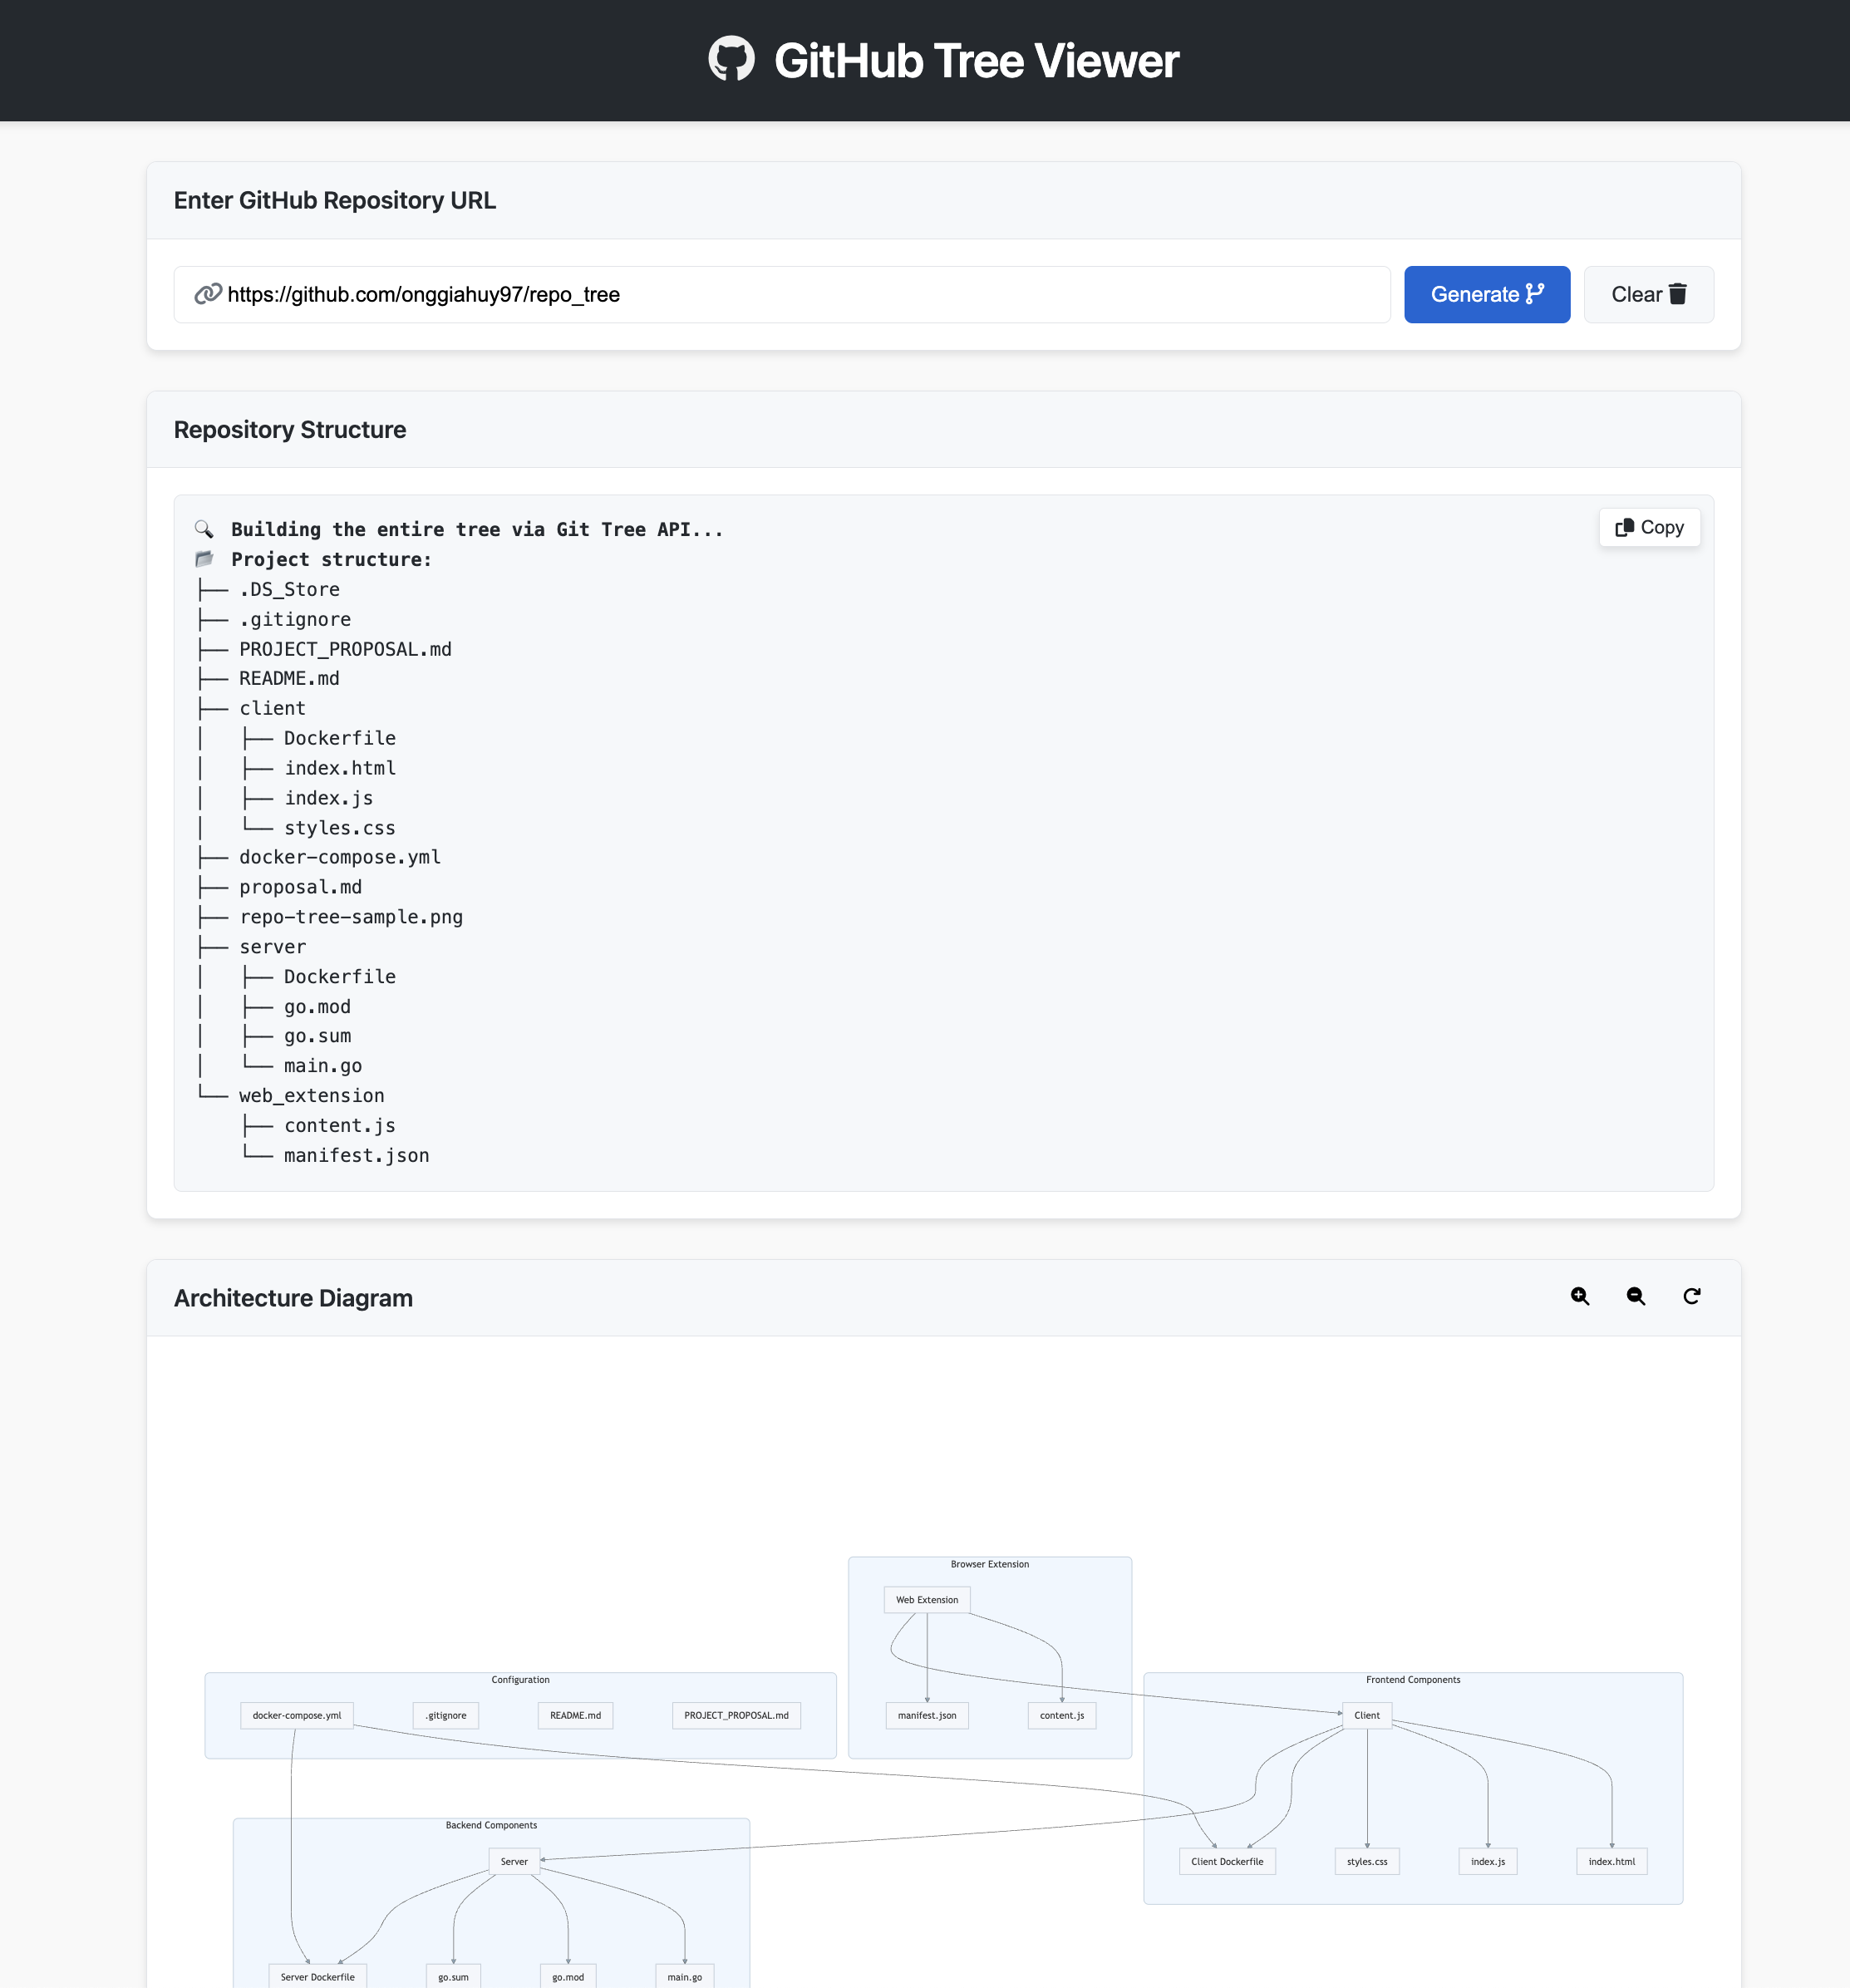 GitHub Tree Viewer
Enter GitHub Repository URL
https://github.com/onggiahuy97/repo_tree
Generate
Clear
Repository Structure
🔍 Building the entire tree via Git Tree API...
Copy
📂 Project structure:
├── .DS_Store
├── .gitignore
├── PROJECT_PROPOSAL.md
├── README.md
├── client
│   ├── Dockerfile
│   ├── index.html
│   ├── index.js
│   └── styles.css
├── docker-compose.yml
├── proposal.md
├── repo-tree-sample.png
├── server
│   ├── Dockerfile
│   ├── go.mod
│   ├── go.sum
│   └── main.go
└── web_extension
    ├── content.js
    └── manifest.json
Architecture Diagram
Browser Extension
Web Extension
Configuration
Frontend Components
docker-compose.yml
.gitignore
README.md
PROJECT_PROPOSAL.md
manifest.json
content.js
Client
Backend Components
Server
Client Dockerfile
styles.css
index.js
index.html
Server Dockerfile
go.sum
go.mod
main.go